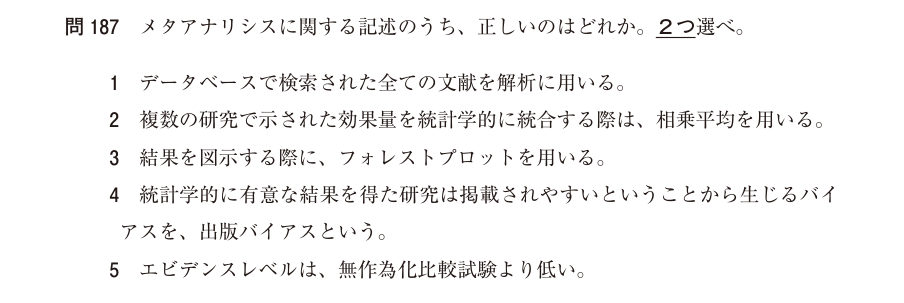 問 187　メタアナリシスに関する記述のうち、正しいのはどれか。２つ選べ。
1　データベースで検索された全ての文献を解析に用いる。
2　複数の研究で示された効果量を統計学的に統合する際は、相乗平均を用いる。
3　結果を図示する際に、フォレストプロットを用いる。
4　統計学的に有意な結果を得た研究は掲載されやすいということから生じるバイ
アスを、出版バイアスという。
5　エビデンスレベルは、無作為化比較試験より低い。